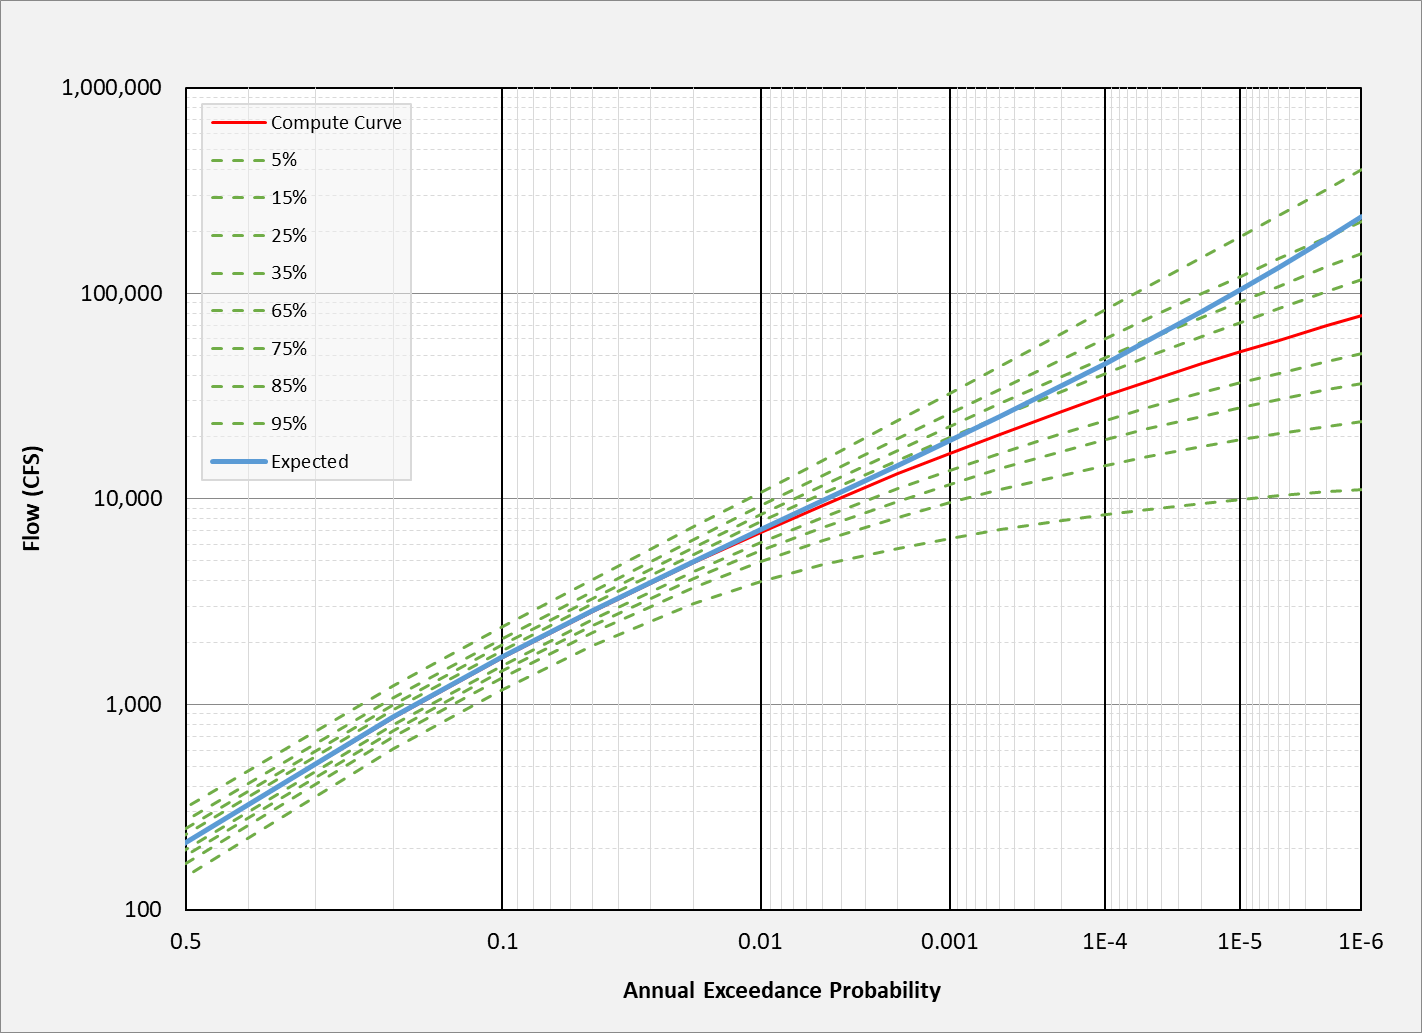 1,000,000
100,000
10,000
1,000
100
Flow (CFS)
Compute Curve
5%
15%
25%
35%
65%
75%
85%
95%
Expected
0.5 0.1 0.01 0.001 1E-4 1E-5 1E-6
Annual Exceedance Probability